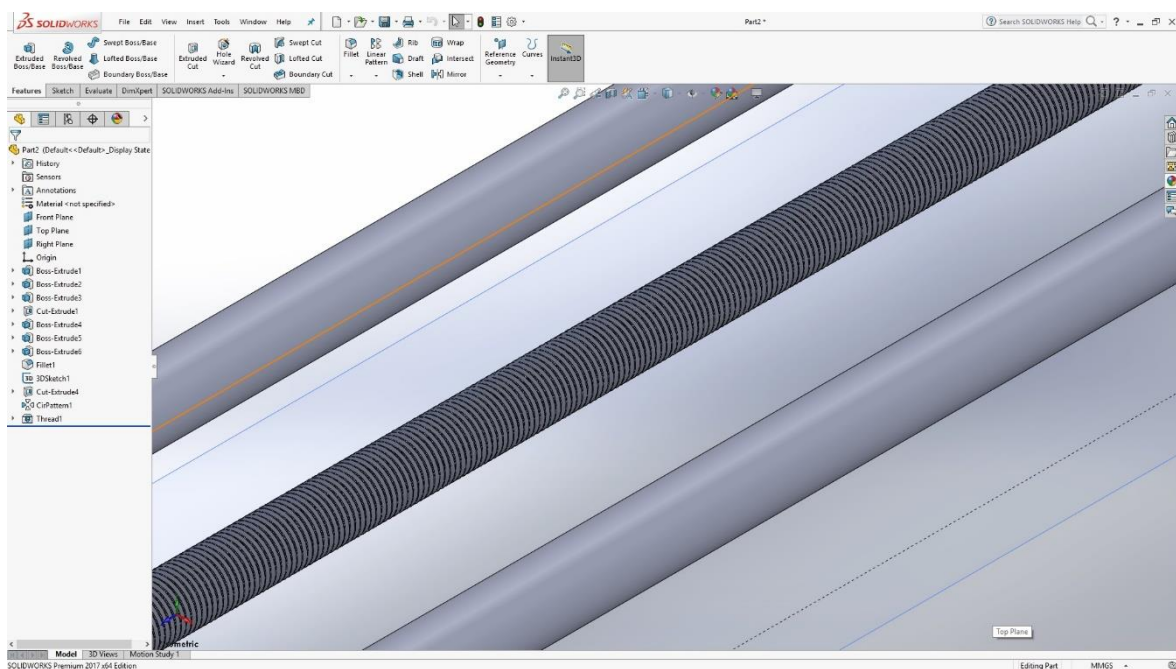 SOLIDWORKS File Edit View Insert Tools Window Help Part2 * Search SOLIDWORKS Help
Extruded Boss/Base
Revolved Boss/Base
Swept Boss/Base
Lofted Boss/Base
Boundary Boss/Base
Extruded Cut
Hole Wizard
Revolved Cut
Swept Cut
Lofted Cut
Boundary Cut
Fillet
Linear Pattern
Rib
Draft
Shell
Wrap
Intersect
Mirror
Reference Geometry
Curves
Instant3D
Features Sketch Evaluate DimXpert SOLIDWORKS Add-Ins SOLIDWORKS MBD
Part2 (Default<<Default>_Display State
History
Sensors
Annotations
Material <not specified>
Front Plane
Top Plane
Right Plane
Origin
Boss-Extrude1
Boss-Extrude2
Boss-Extrude3
Cut-Extrude1
Boss-Extrude4
Boss-Extrude5
Boss-Extrude6
Fillet1
3DSketch1
Cut-Extrude4
CirPattern1
Thread1
Top Plane
Model 3D Views Motion Study 1
SOLIDWORKS Premium 2017 x64 Edition Editing Part MMGS